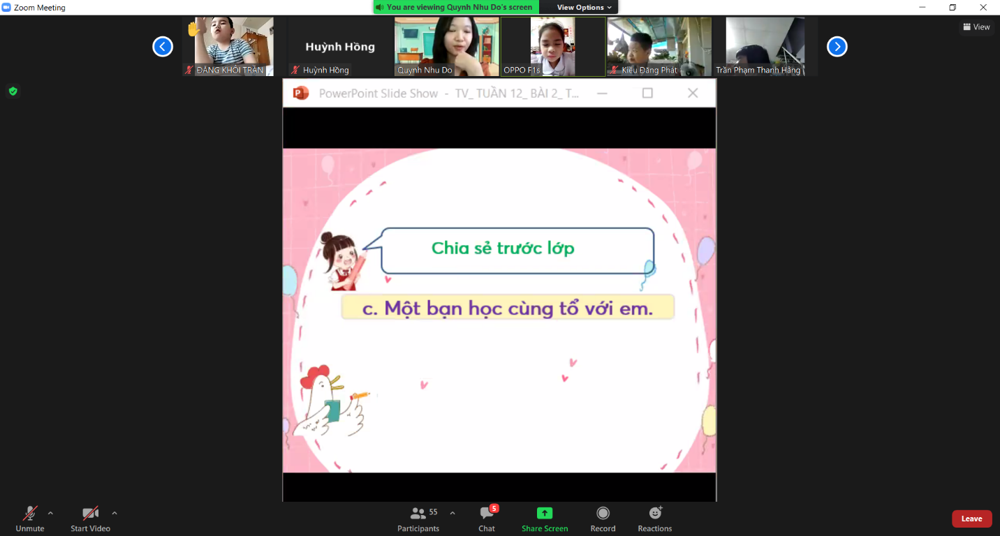 Zoom Meeting
You are viewing Quynh Nhu Do's screen
View Options
View
Huỳnh Hồng
ĐĂNG KHÔI TRẦN
Huỳnh Hồng
Quynh Nhu Do
OPPO F1s
Kiều Đăng Phát
Trần Phạm Thanh Hằng
PowerPoint Slide Show - TV_ TUẦN 12_ BÀI 2_ T...
Chia sẻ trước lớp
c. Một bạn học cùng tổ với em.
Unmute
Start Video
55
Participants
5
Chat
Share Screen
Record
Reactions
Leave